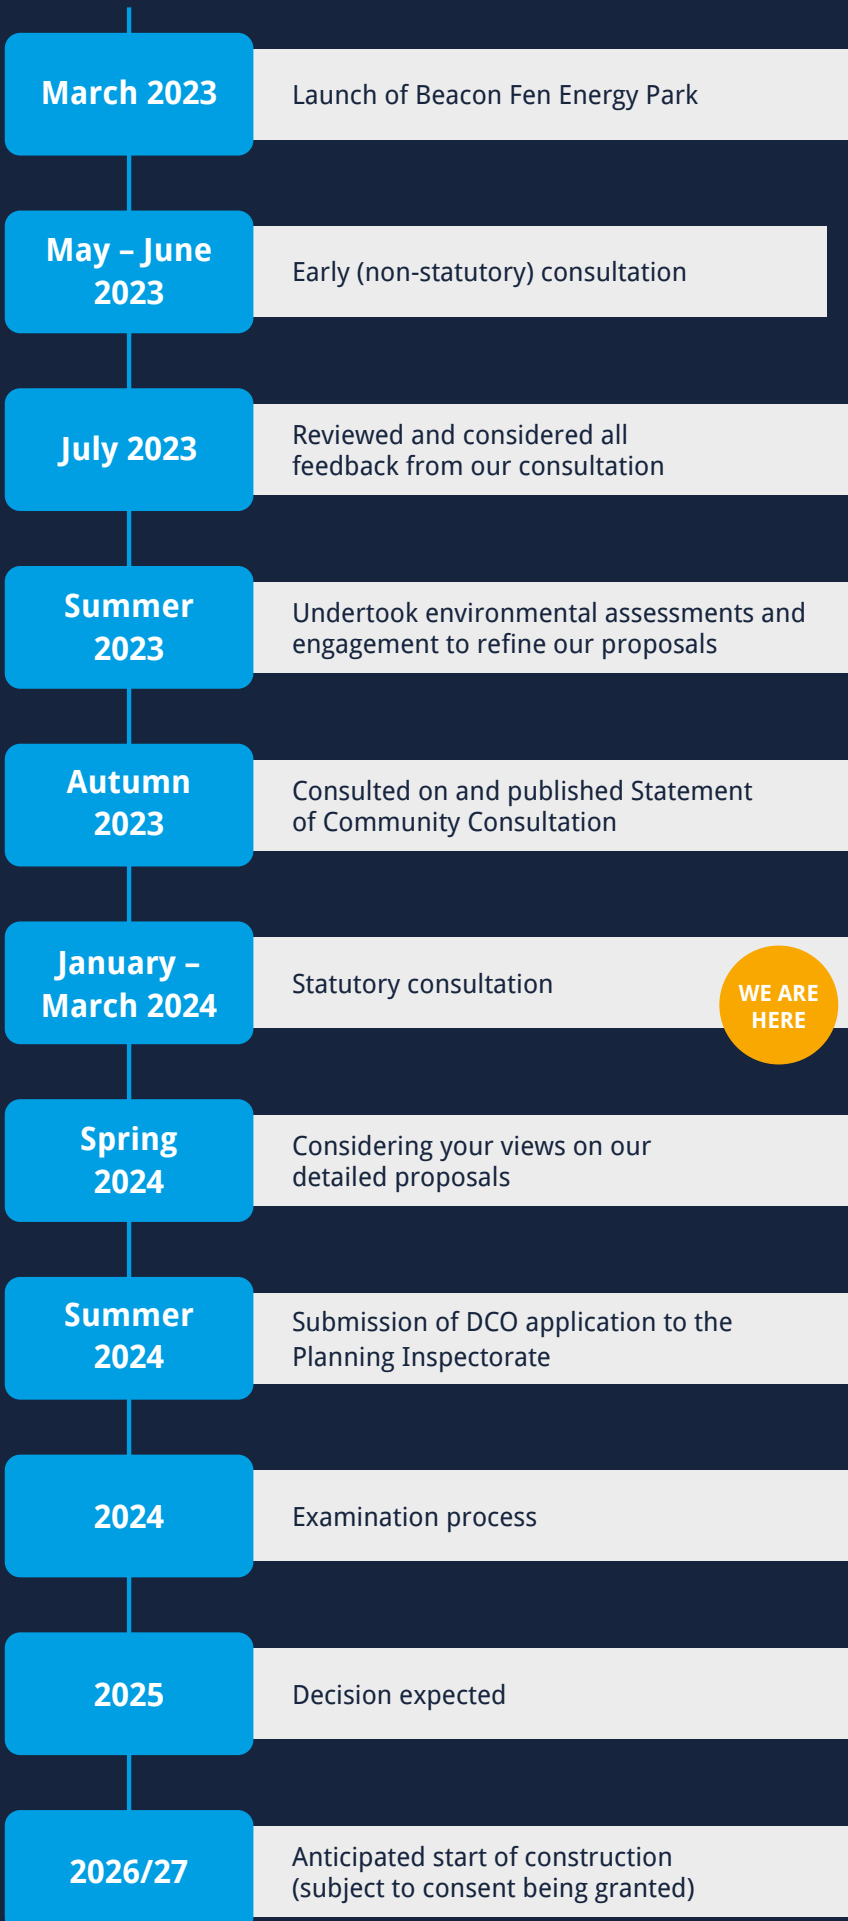 March 2023
Launch of Beacon Fen Energy Park
May – June
2023
Early (non-statutory) consultation
July 2023
Reviewed and considered all
feedback from our consultation
Summer
2023
Undertook environmental assessments and
engagement to refine our proposals
Autumn
2023
Consulted on and published Statement
of Community Consultation
January –
March 2024
Statutory consultation
WE ARE
HERE
Spring
2024
Considering your views on our
detailed proposals
Summer
2024
Submission of DCO application to the
Planning Inspectorate
2024
Examination process
2025
Decision expected
2026/27
Anticipated start of construction
(subject to consent being granted)